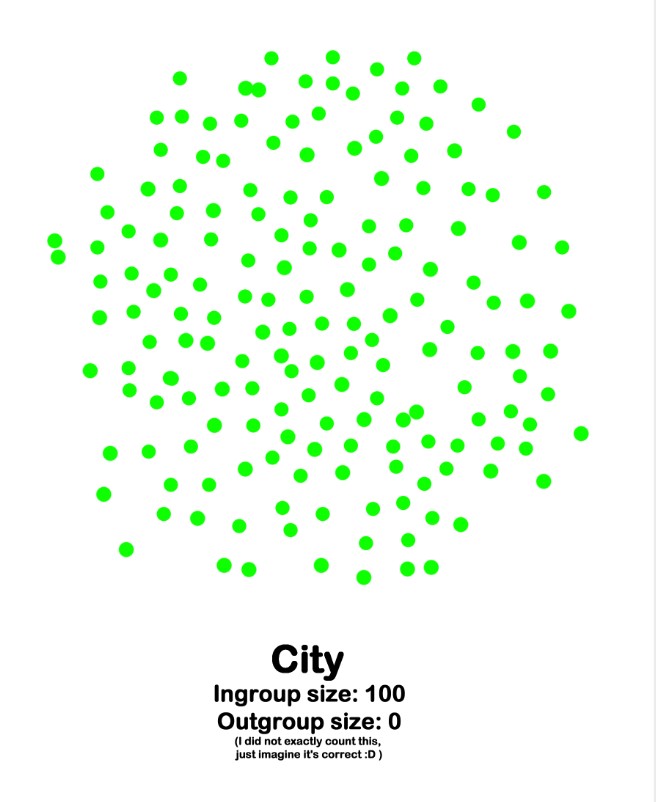 City
Ingroup size: 100
Outgroup size: 0
(I did not exactly count this,
just imagine it's correct :D )